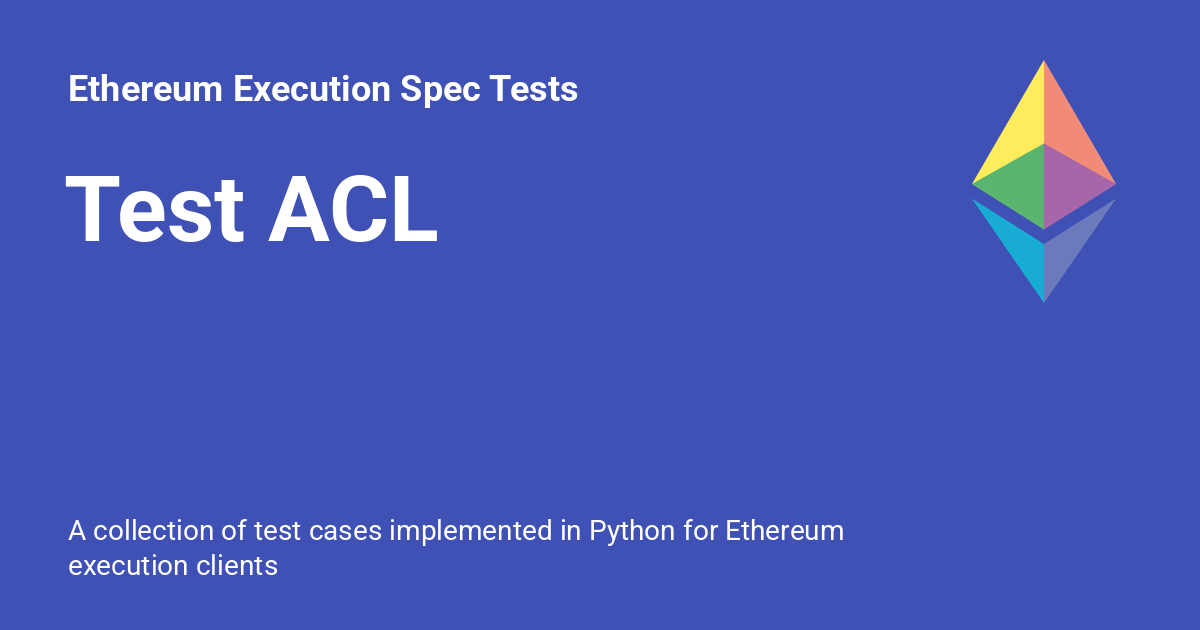 Ethereum Execution Spec Tests
Test ACL
A collection of test cases implemented in Python for Ethereum
execution clients